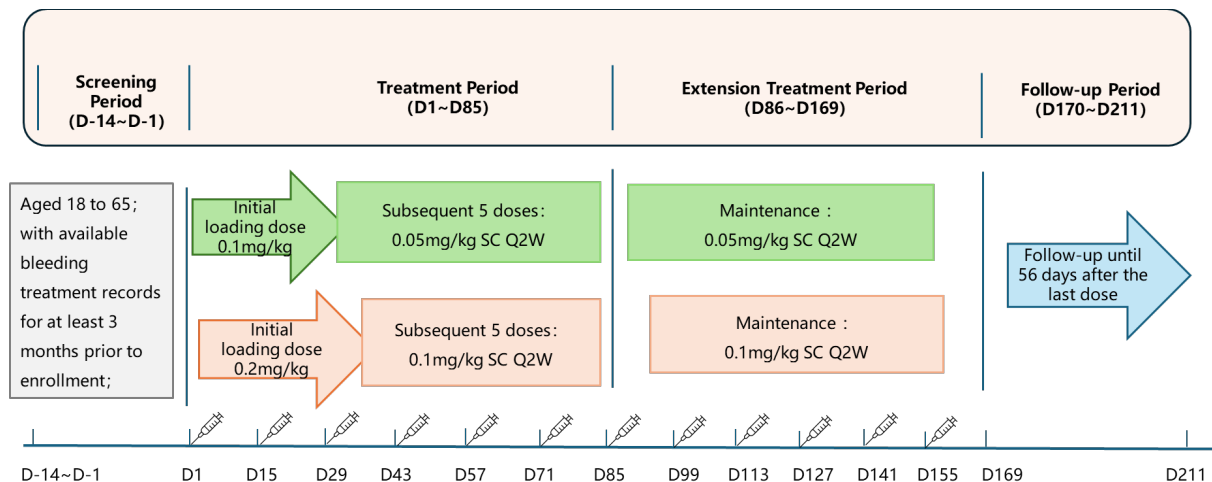 Screening
Period
(D-14~D-1)
Treatment Period
(D1~D85)
Extension Treatment Period
(D86~D169)
Follow-up Period
(D170~D211)
Aged 18 to 65;
with available
bleeding
treatment records
for at least 3
months prior to
enrollment;
Initial
loading dose
0.1mg/kg
Subsequent 5 doses:
0.05mg/kg SC Q2W
Maintenance :
0.05mg/kg SC Q2W
Initial
loading dose
0.2mg/kg
Subsequent 5 doses:
0.1mg/kg SC Q2W
Maintenance :
0.1mg/kg SC Q2W
Follow-up until
56 days after the
last dose
D-14~D-1 D1 D15 D29 D43 D57 D71 D85 D99 D113 D127 D141 D155 D169 D211